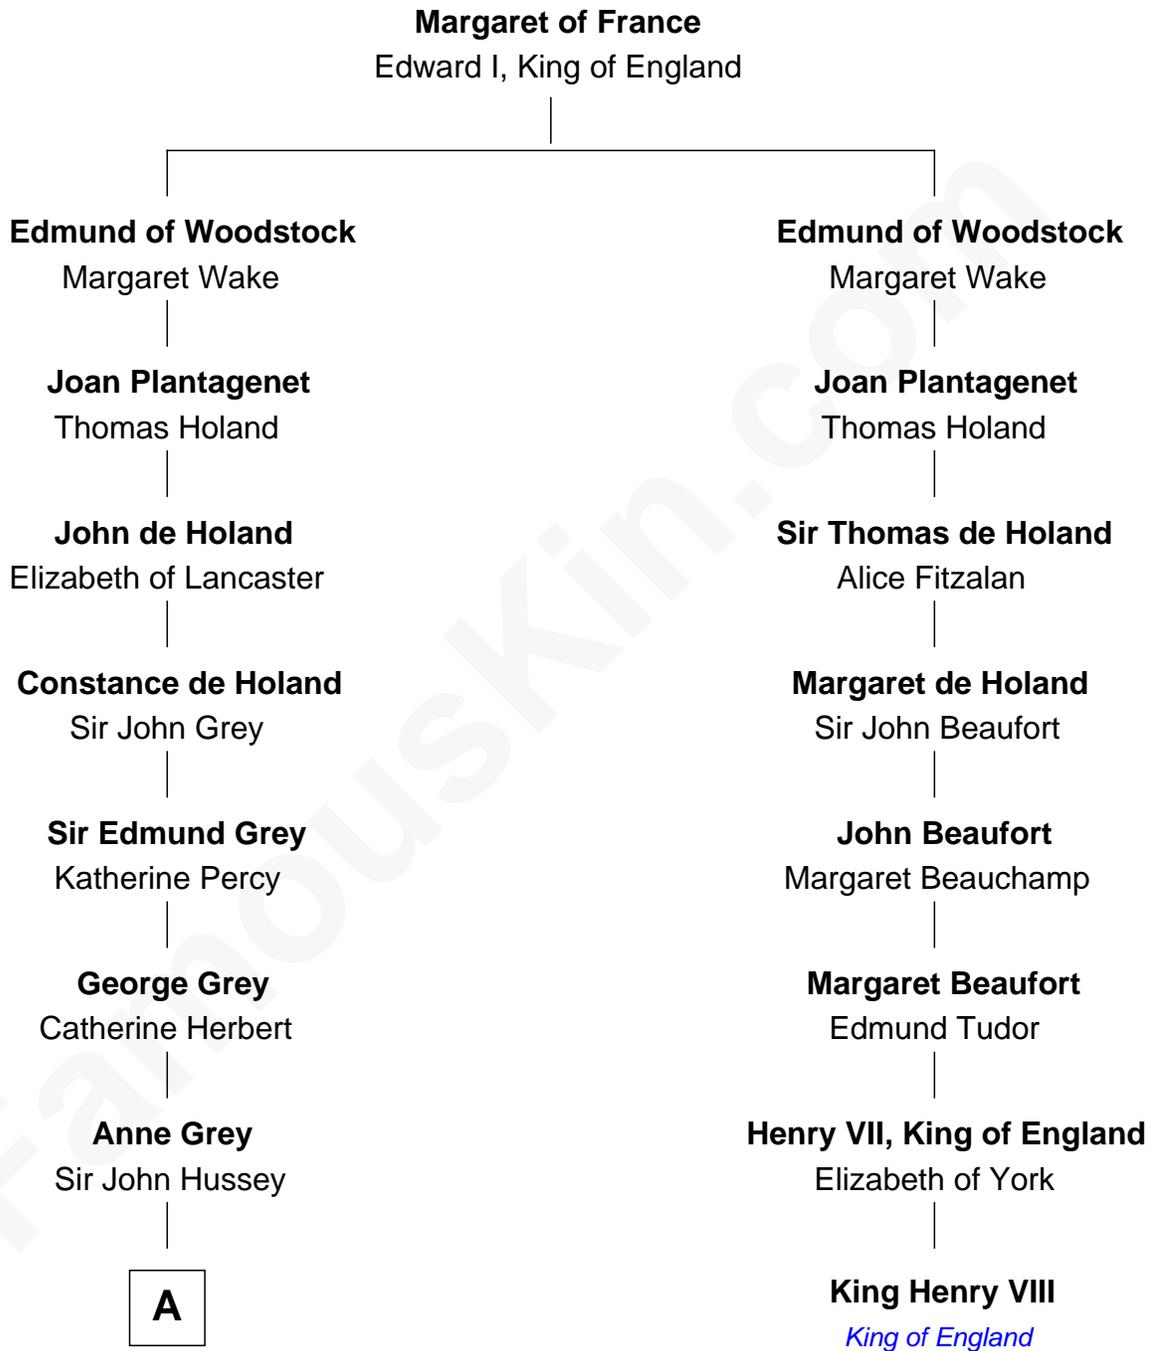 Margaret of France
Edward I, King of England
Edmund of Woodstock
Margaret Wake
Joan Plantagenet
Thomas Holand
John de Holand
Elizabeth of Lancaster
Constance de Holand
Sir John Grey
Sir Edmund Grey
Katherine Percy
George Grey
Catherine Herbert
Anne Grey
Sir John Hussey
A
Edmund of Woodstock
Margaret Wake
Joan Plantagenet
Thomas Holand
Sir Thomas de Holand
Alice Fitzalan
Margaret de Holand
Sir John Beaufort
John Beaufort
Margaret Beauchamp
Margaret Beaufort
Edmund Tudor
Henry VII, King of England
Elizabeth of York
King Henry VIII
King of England
FamousKin.com